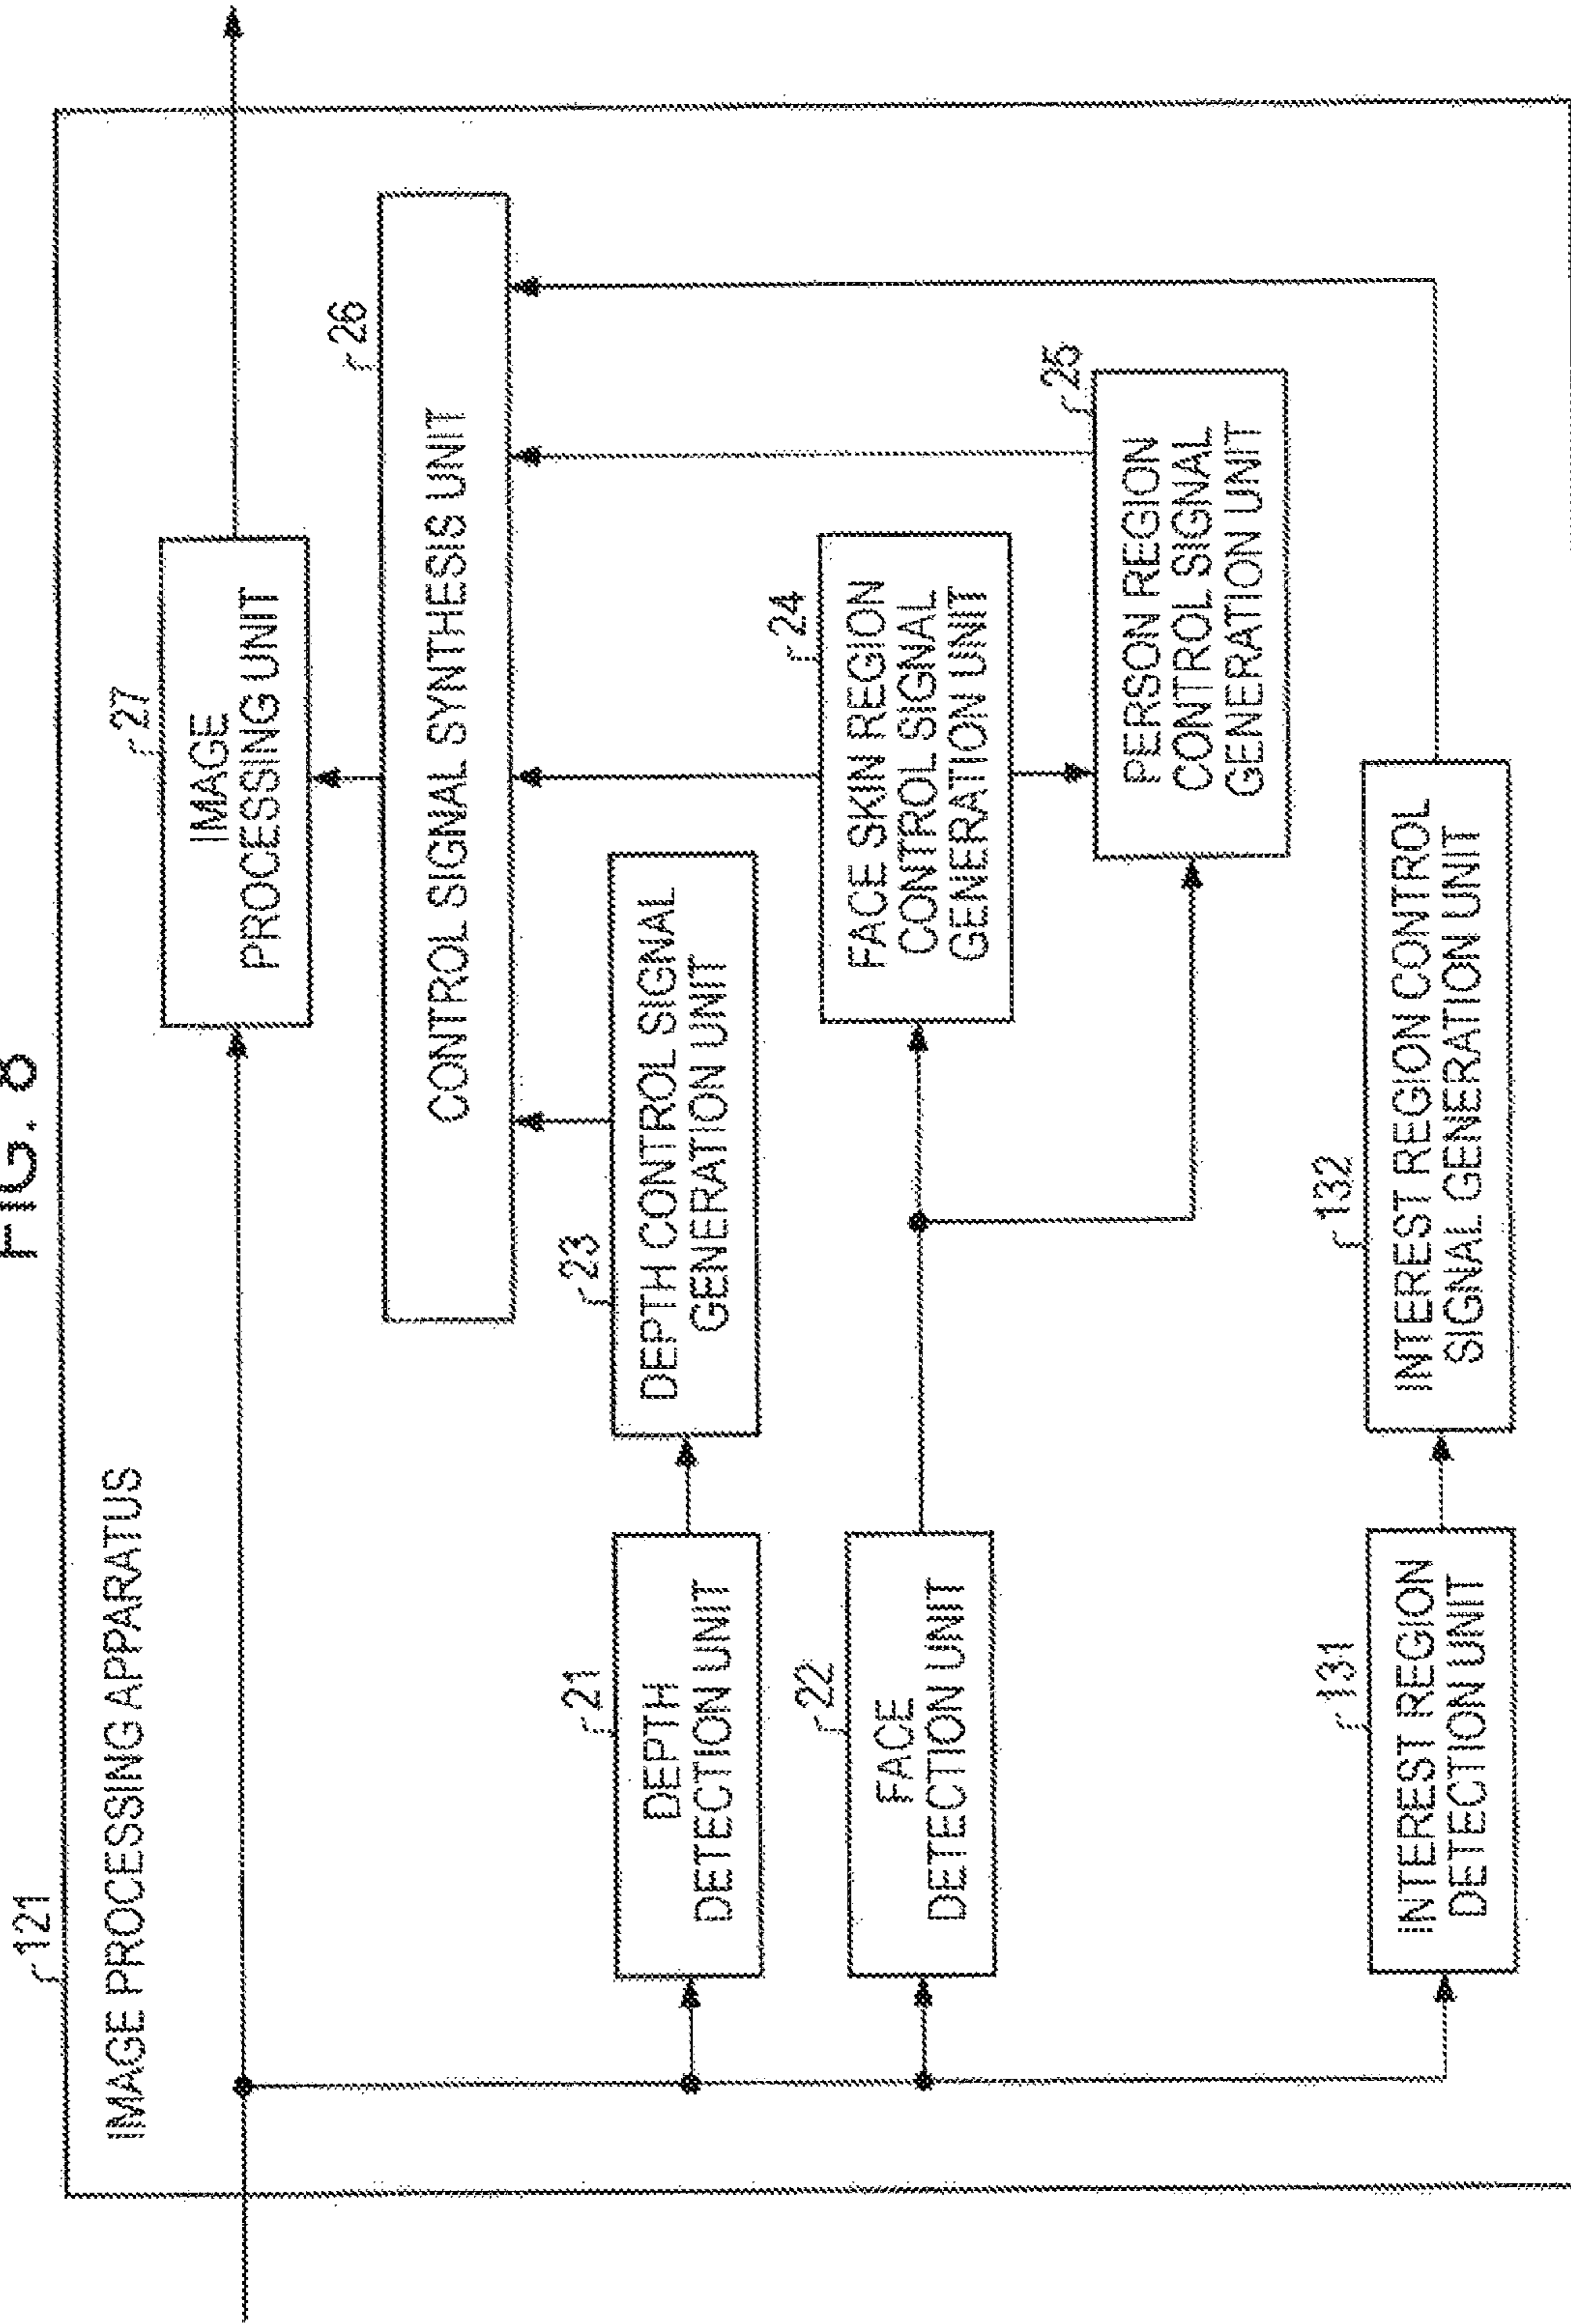 FIG. 8
121
IMAGE PROCESSING APPARATUS
27
IMAGE
PROCESSING UNIT
26
CONTROL SIGNAL SYNTHESIS UNIT
21
DEPTH
DETECTION UNIT
23
DEPTH CONTROL SIGNAL
GENERATION UNIT
22
FACE
DETECTION UNIT
24
FACE SKIN REGION
CONTROL SIGNAL
GENERATION UNIT
25
PERSON REGION
CONTROL SIGNAL
GENERATION UNIT
131
INTEREST REGION
DETECTION UNIT
132
INTEREST REGION CONTROL
SIGNAL GENERATION UNIT